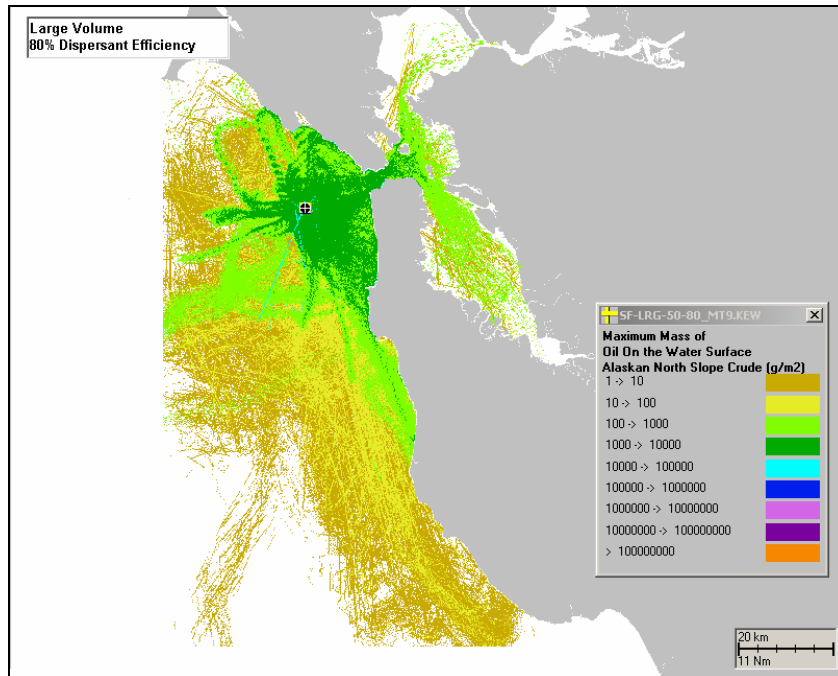 Large Volume
80% Dispersant Efficiency
SF-LRG-50-80_MT9.KEW
Maximum Mass of
Oil On the Water Surface
Alaskan North Slope Crude (g/m2)
1 -> 10
10 -> 100
100 -> 1000
1000 -> 10000
10000 -> 100000
100000 -> 1000000
1000000 -> 10000000
10000000 -> 100000000
> 100000000
20 km
11 Nm